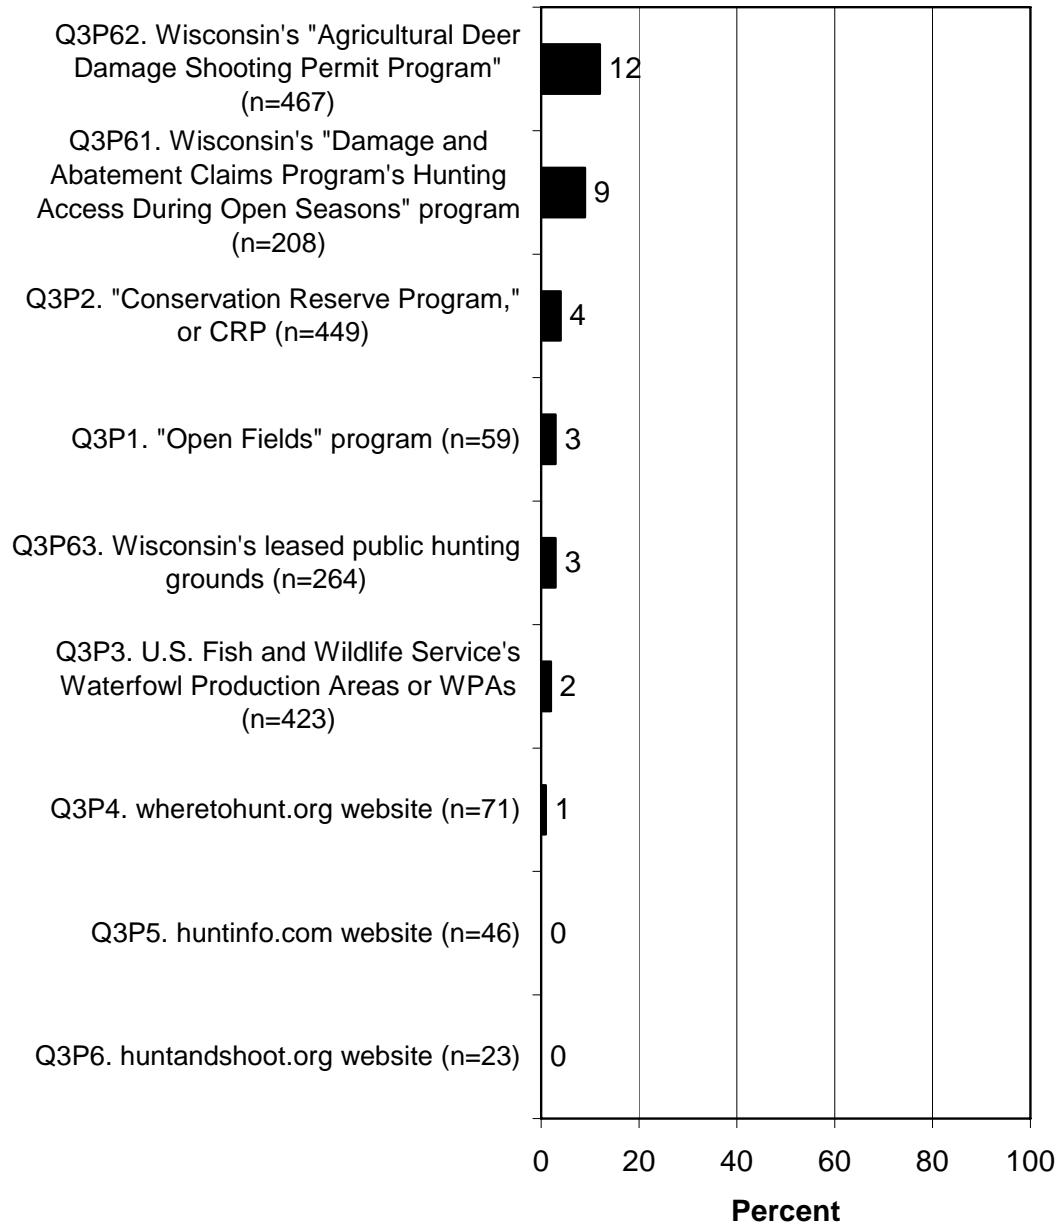 Q3P62. Wisconsin's "Agricultural Deer
Damage Shooting Permit Program"
(n=467)
12
Q3P61. Wisconsin's "Damage and
Abatement Claims Program's Hunting
Access During Open Seasons" program
(n=208)
9
Q3P2. "Conservation Reserve Program,"
or CRP (n=449)
4
Q3P1. "Open Fields" program (n=59)
3
Q3P63. Wisconsin's leased public hunting
grounds (n=264)
3
Q3P3. U.S. Fish and Wildlife Service's
Waterfowl Production Areas or WPAs
(n=423)
2
Q3P4. wheretohunt.org website (n=71)
1
Q3P5. huntinfo.com website (n=46)
0
Q3P6. huntandshoot.org website (n=23)
0
0 20 40 60 80 100
Percent